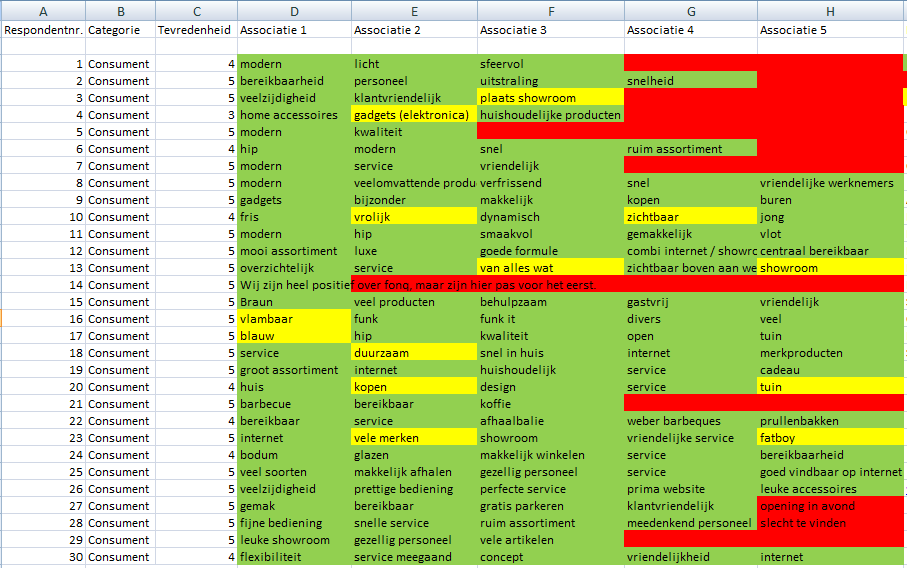 A B C D E F G H
Respondentnr. Categorie Tevredenheid Associatie 1 Associatie 2 Associatie 3 Associatie 4 Associatie 5
1 Consument 4 modern licht sfeervol
2 Consument 5 bereikbaarheid personeel uitstraling snelheid
3 Consument 5 veelzijdigheid klantvriendelijk plaats showroom
4 Consument 3 home accessoires gadgets (elektronica) huishoudelijke producten
5 Consument 5 modern kwaliteit
6 Consument 4 hip modern snel ruim assortiment
7 Consument 5 modern service vriendelijk
8 Consument 5 modern veelomvattende produ verfrissend snel vriendelijke werknemers
9 Consument 5 gadgets bijzonder makkelijk kopen buren
10 Consument 4 fris vrolijk dynamisch zichtbaar jong
11 Consument 5 modern hip smaakvol gemakkelijk vlot
12 Consument 5 mooi assortiment luxe goede formule combi internet / showro centraal bereikbaar
13 Consument 5 overzichtelijk service van alles wat zichtbaar boven aan we showroom
14 Consument 5 Wij zijn heel positief over fonq, maar zijn hier pas voor het eerst.
15 Consument 5 Braun veel producten behulpzaam gastvrij vriendelijk
16 Consument 5 vlambaar funk funk it divers veel
17 Consument 5 blauw hip kwaliteit open tuin
18 Consument 5 service duurzaam snel in huis internet merkproducten
19 Consument 5 groot assortiment internet huishoudelijk service cadeau
20 Consument 4 huis kopen design service tuin
21 Consument 5 barbecue bereikbaar koffie
22 Consument 4 bereikbaar service afhaalbalie weber barbeques prullenbakken
23 Consument 5 internet vele merken showroom vriendelijke service fatboy
24 Consument 4 bodum glazen makkelijk winkelen service bereikbaarheid
25 Consument 5 veel soorten makkelijk afhalen gezellig personeel service goed vindbaar op internet
26 Consument 5 veelzijdigheid prettige bediening perfecte service prima website leuke accessoires
27 Consument 5 gemak bereikbaar gratis parkeren klantvriendelijk opening in avond
28 Consument 5 fijne bediening snelle service ruim assortiment meedenkend personeel slecht te vinden
29 Consument 5 leuke showroom gezellig personeel vele artikelen
30 Consument 4 flexibiliteit service meegaand concept vriendelijkheid internet